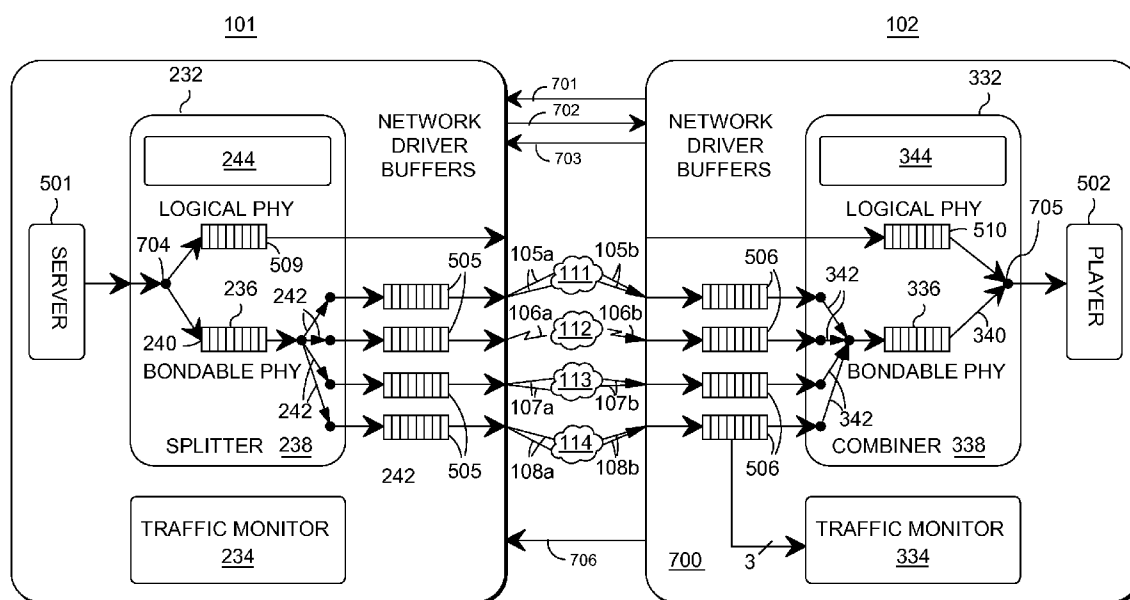 101
102
232
332
701
702
703
NETWORK
DRIVER
BUFFERS
NETWORK
DRIVER
BUFFERS
244
344
501
SERVER
502
PLAYER
LOGICAL PHY
LOGICAL PHY
704
509
510
705
505
506
105a
111
105b
236
242
342
336
106a
112
106b
240
340
BONDABLE PHY
BONDABLE PHY
242
113
107a
107b
342
SPLITTER 238
505
114
506
COMBINER 338
242
108a
108b
TRAFFIC MONITOR
234
706
700
3
TRAFFIC MONITOR
334